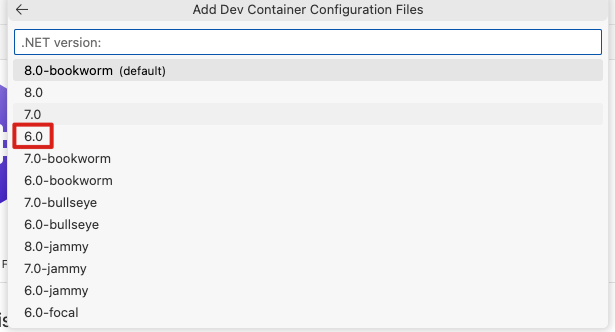 Add Dev Container Configuration Files
.NET version:
8.0-bookworm (default)
8.0
7.0
6.0
7.0-bookworm
6.0-bookworm
7.0-bullseye
6.0-bullseye
8.0-jammy
7.0-jammy
6.0-jammy
6.0-focal